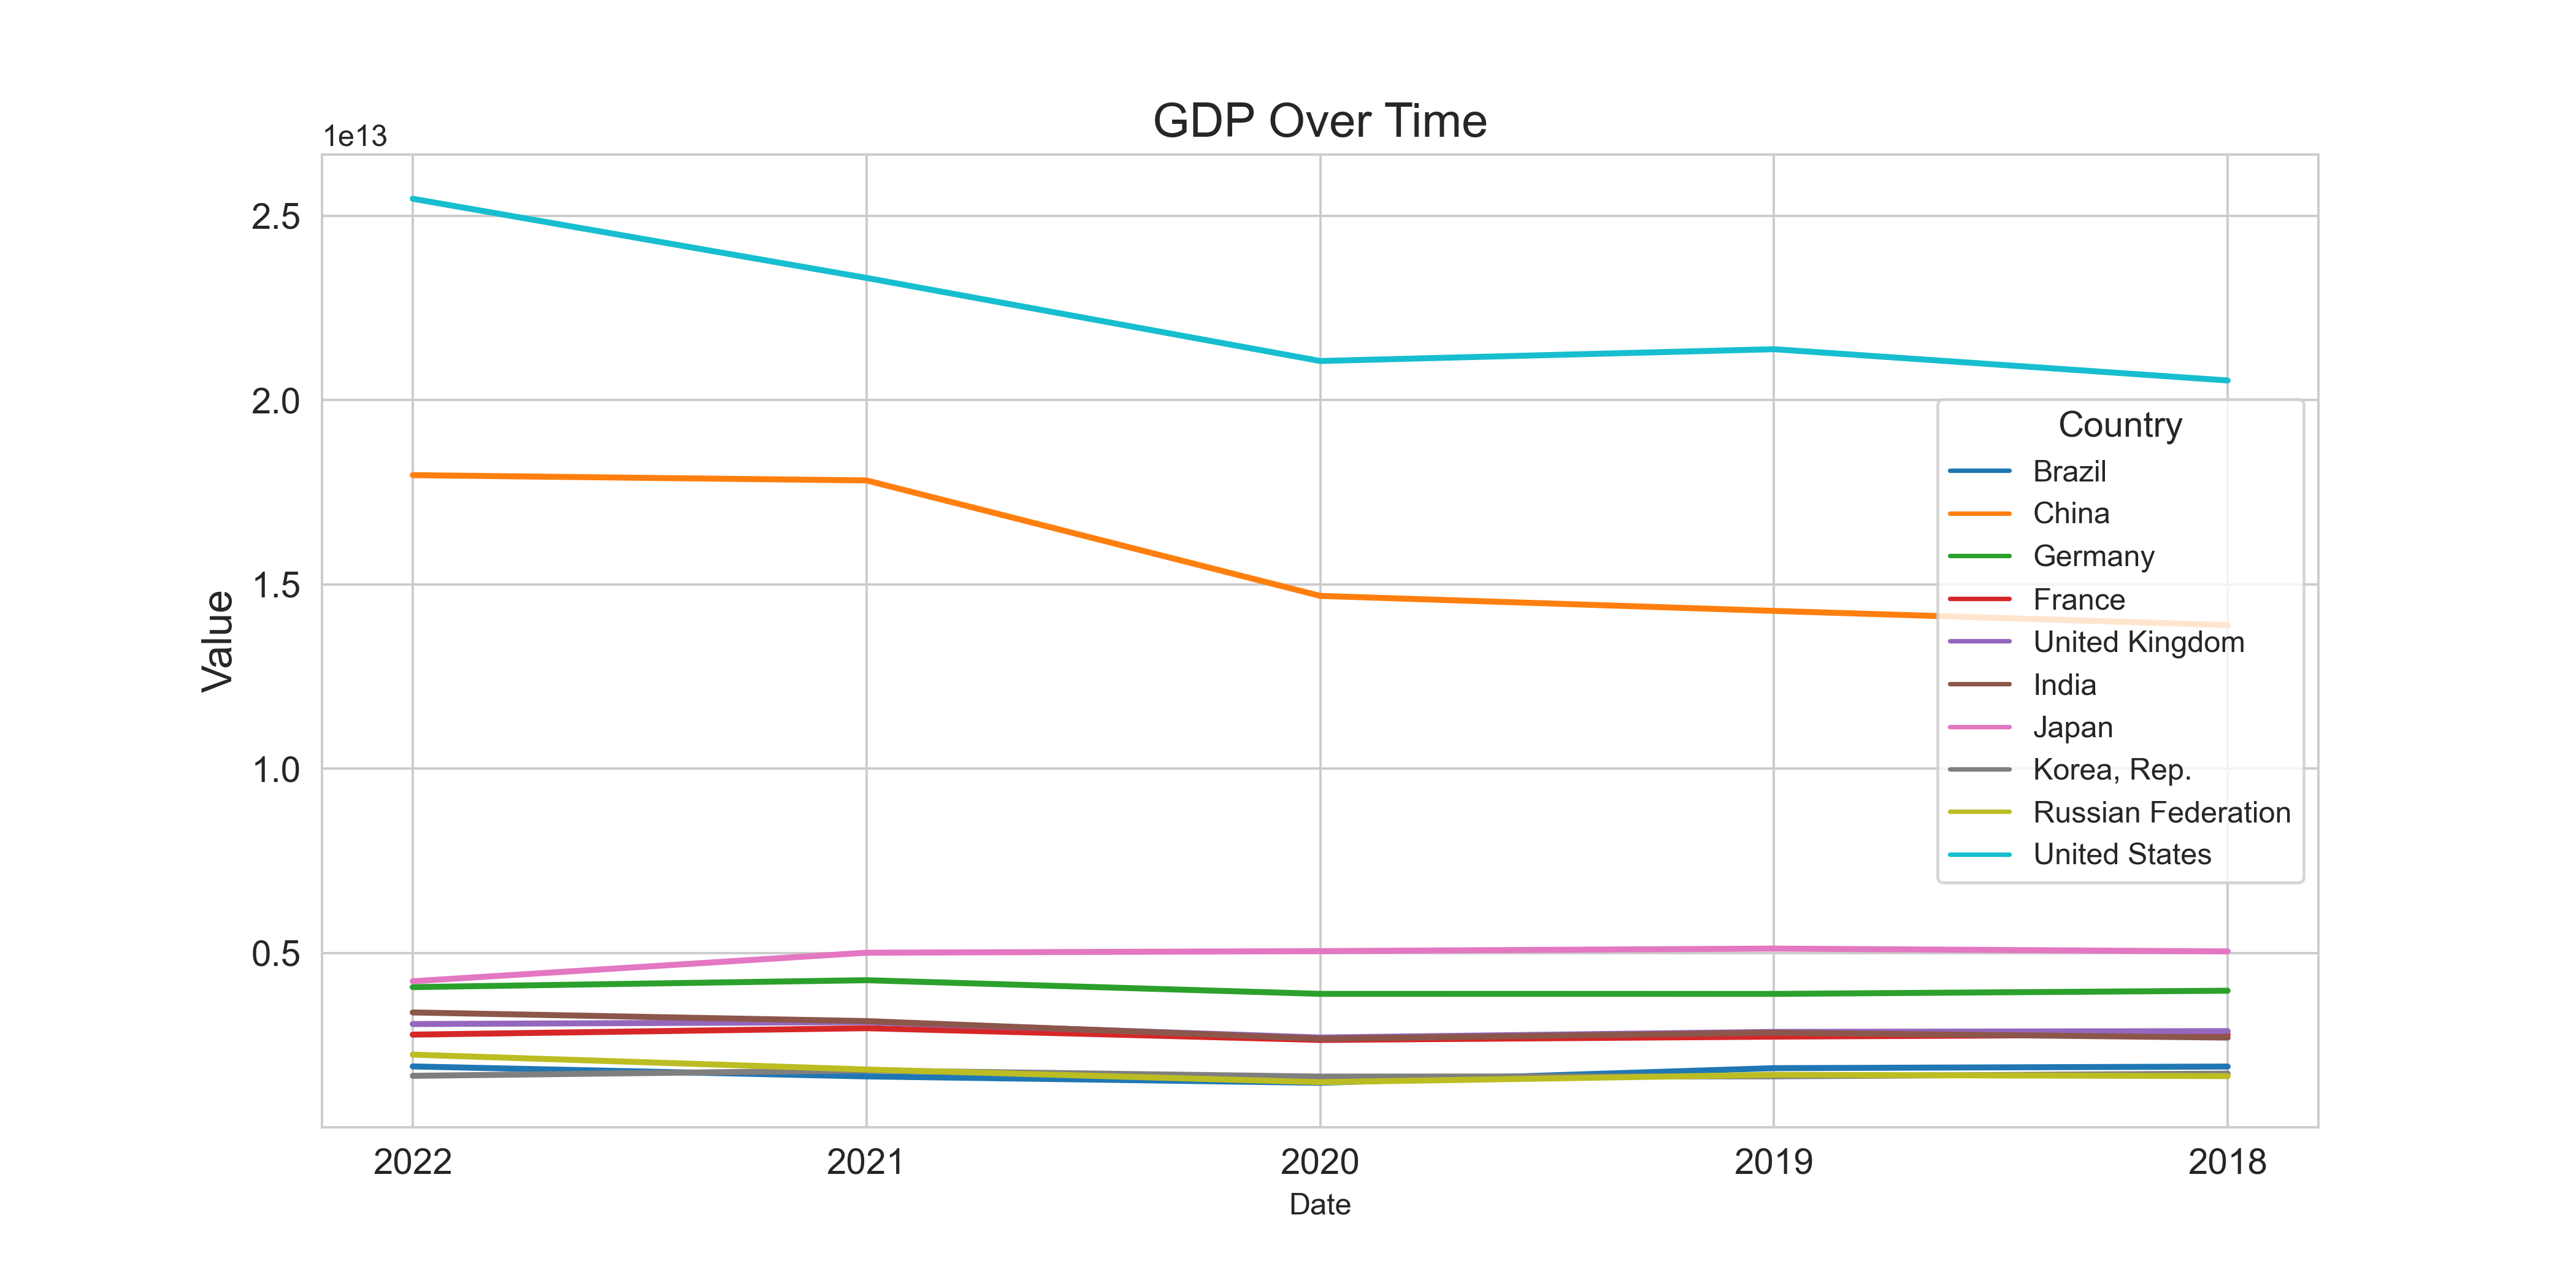 GDP Over Time
1e13
2.5
2.0
1.5
1.0
0.5
Value
Country
Brazil
China
Germany
France
United Kingdom
India
Japan
Korea, Rep.
Russian Federation
United States
2022 2021 2020 2019 2018
Date